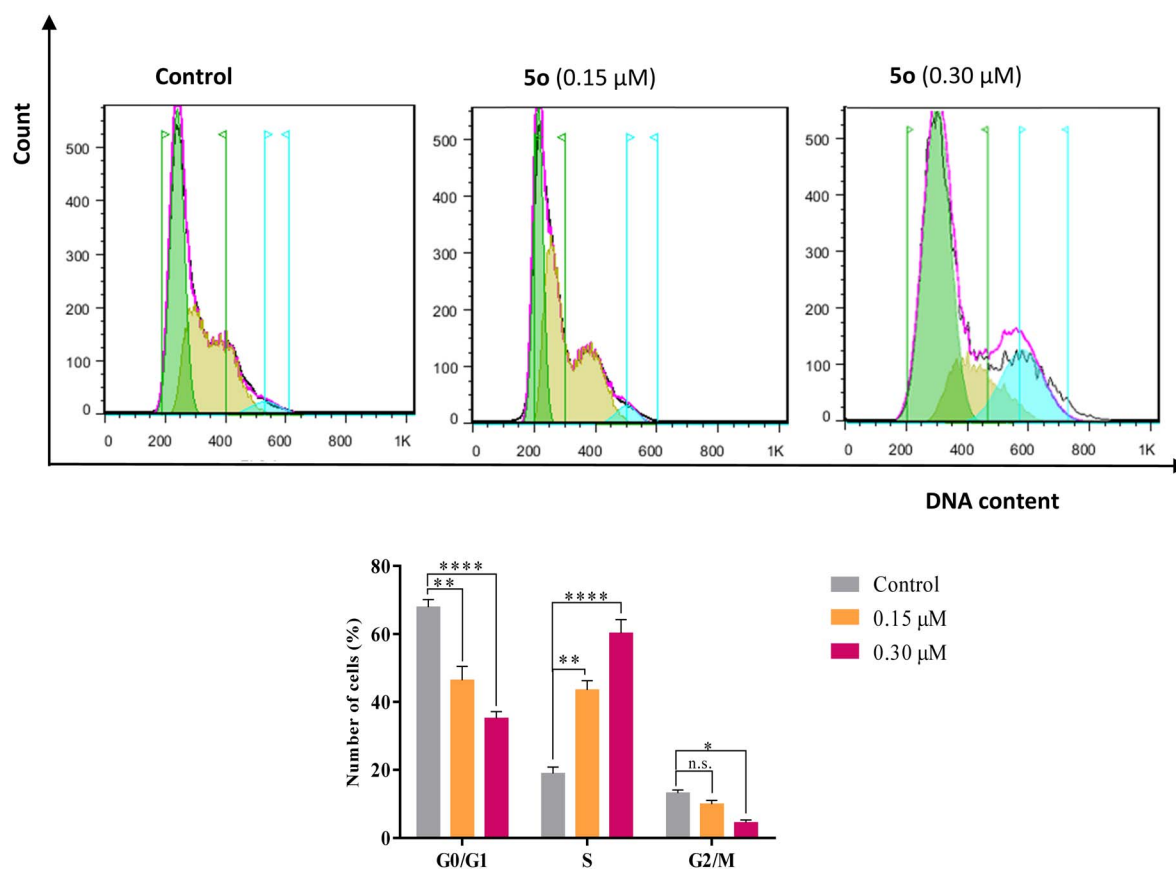 Control
5o (0.15 µM)
5o (0.30 µM)
Count
500
400
300
200
100
0
0 200 400 600 800 1K
500
400
300
200
100
0
0 200 400 600 800 1K
500
400
300
200
100
0
0 200 400 600 800 1K
DNA content
Number of cells (%)
80
60
40
20
0
****
**
****
**
*
n.s.
G0/G1 S G2/M
Control
0.15 µM
0.30 µM